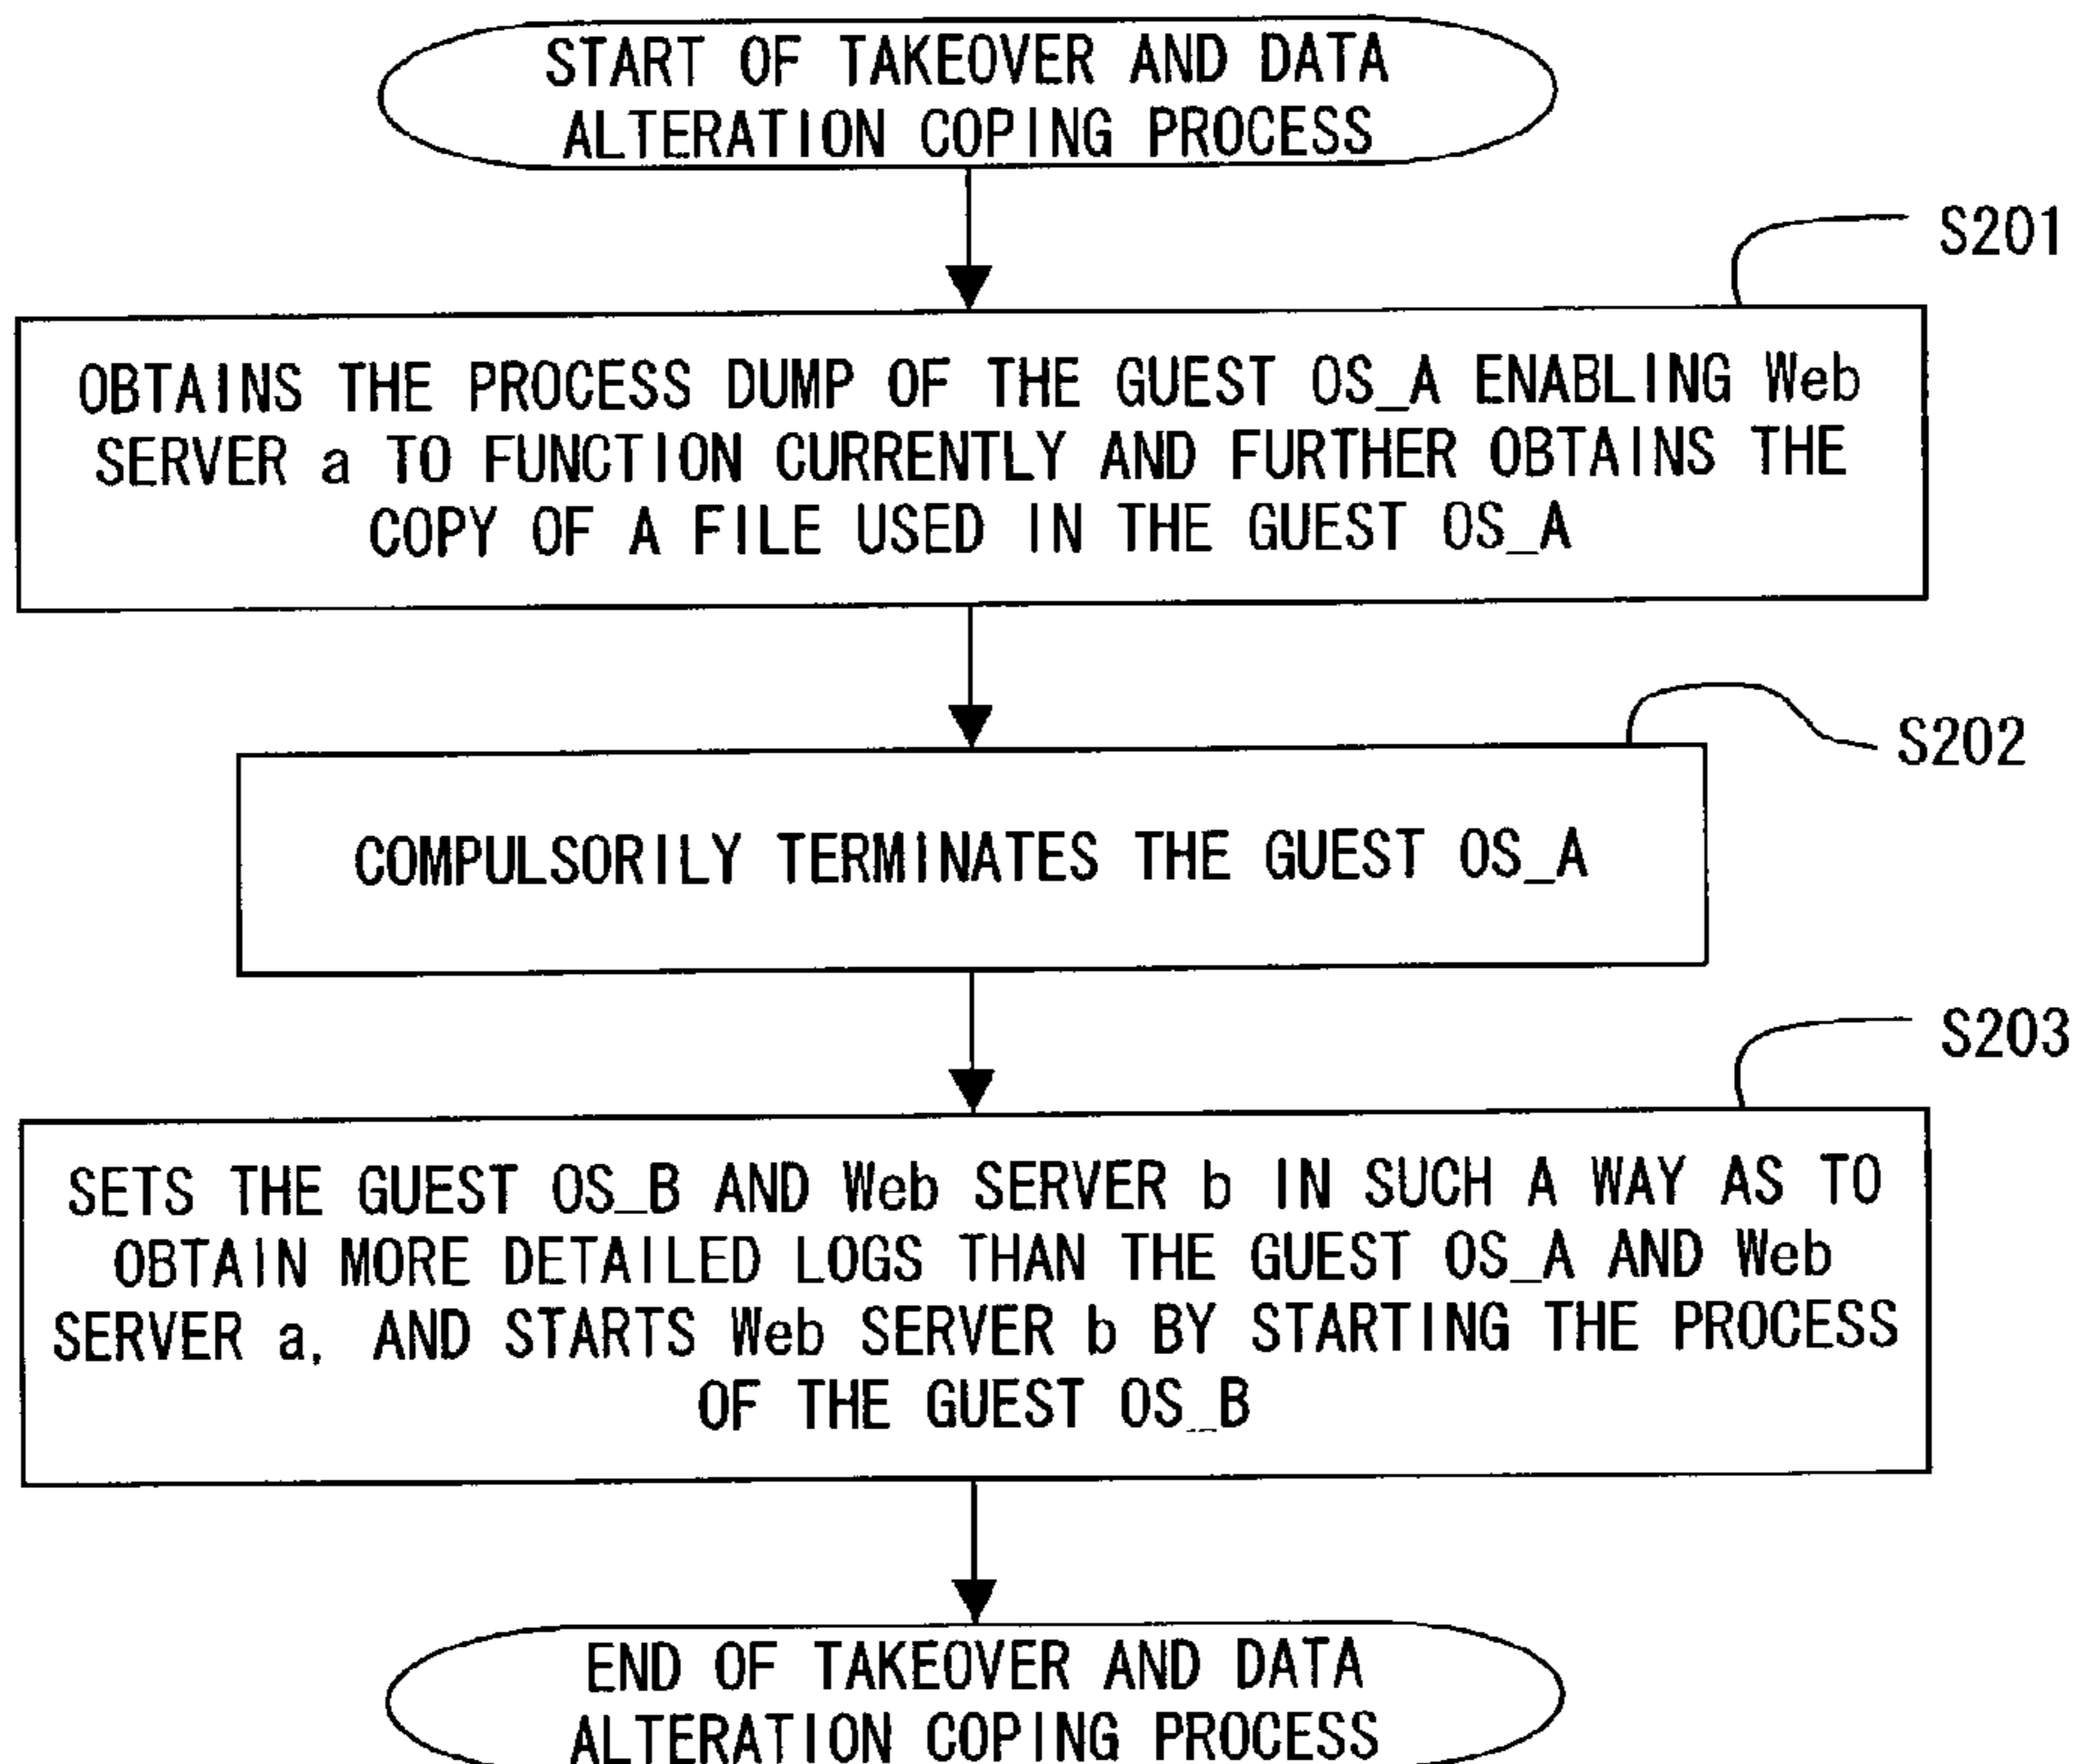 START OF TAKEOVER AND DATA
ALTERATION COPING PROCESS
S201
OBTAINS THE PROCESS DUMP OF THE GUEST OS_A ENABLING Web
SERVER a TO FUNCTION CURRENTLY AND FURTHER OBTAINS THE
COPY OF A FILE USED IN THE GUEST OS_A
S202
COMPULSORILY TERMINATES THE GUEST OS_A
S203
SETS THE GUEST OS_B AND Web SERVER b IN SUCH A WAY AS TO
OBTAIN MORE DETAILED LOGS THAN THE GUEST OS_A AND Web
SERVER a, AND STARTS Web SERVER b BY STARTING THE PROCESS
OF THE GUEST OS_B
END OF TAKEOVER AND DATA
ALTERATION COPING PROCESS